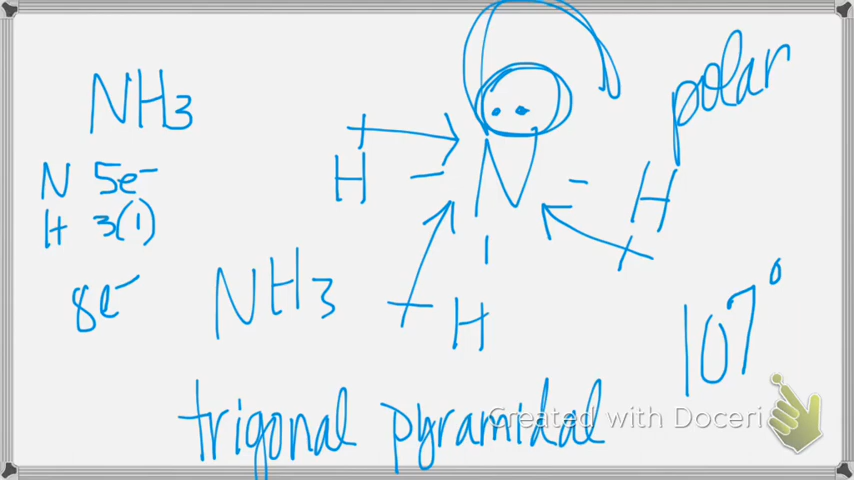 NH3
N 5e-
H 3(1)
8e-
NH3
H - N - H
H
polar
107°
trigonal pyramidal
Created with Doceri